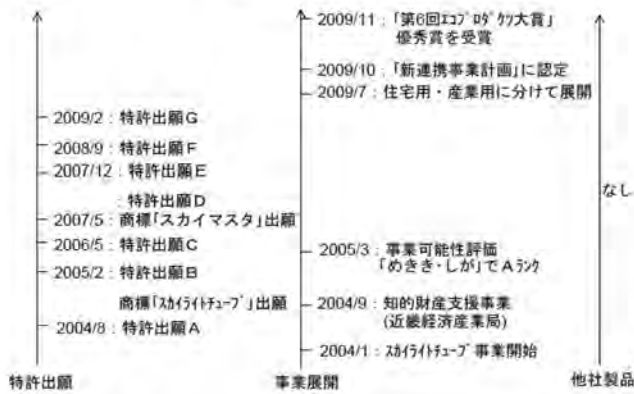 2009/11：｢第6回ｴｺﾌﾟﾛﾀﾞｸﾂ大賞」
優秀賞を受賞
2009/10：｢新連携事業計画」に認定
2009/7：住宅用・産業用に分けて展開
2009/2：特許出願G
2008/9：特許出願F
2007/12：特許出願E
：特許出願D
2007/5：商標｢スカイマスタ」出願
2006/5：特許出願C
2005/2：特許出願B
商標｢ｽｶｲﾗｲﾄﾁｭｰﾌﾞ」出願
2004/8：特許出願A
なし
2005/3：事業可能性評価
｢めきき・しが」でAﾗﾝｸ
2004/9：知的財産支援事業
(近畿経済産業局)
2004/1：ｽｶｲﾗｲﾄﾁｭｰﾌﾞ事業開始
特許出願
事業展開
他社製品